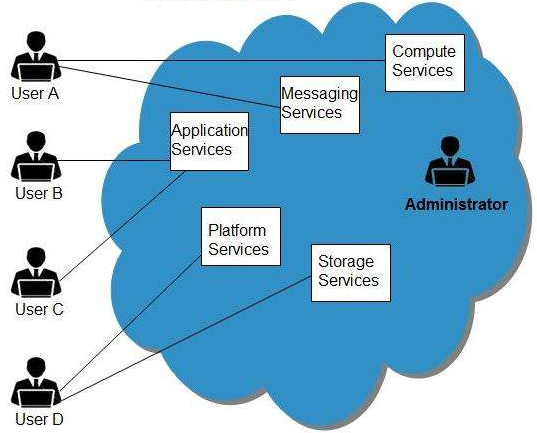 User A
Compute
Services
Messaging
Services
Application
Services
User B
Administrator
Platform
Services
Storage
Services
User C
User D